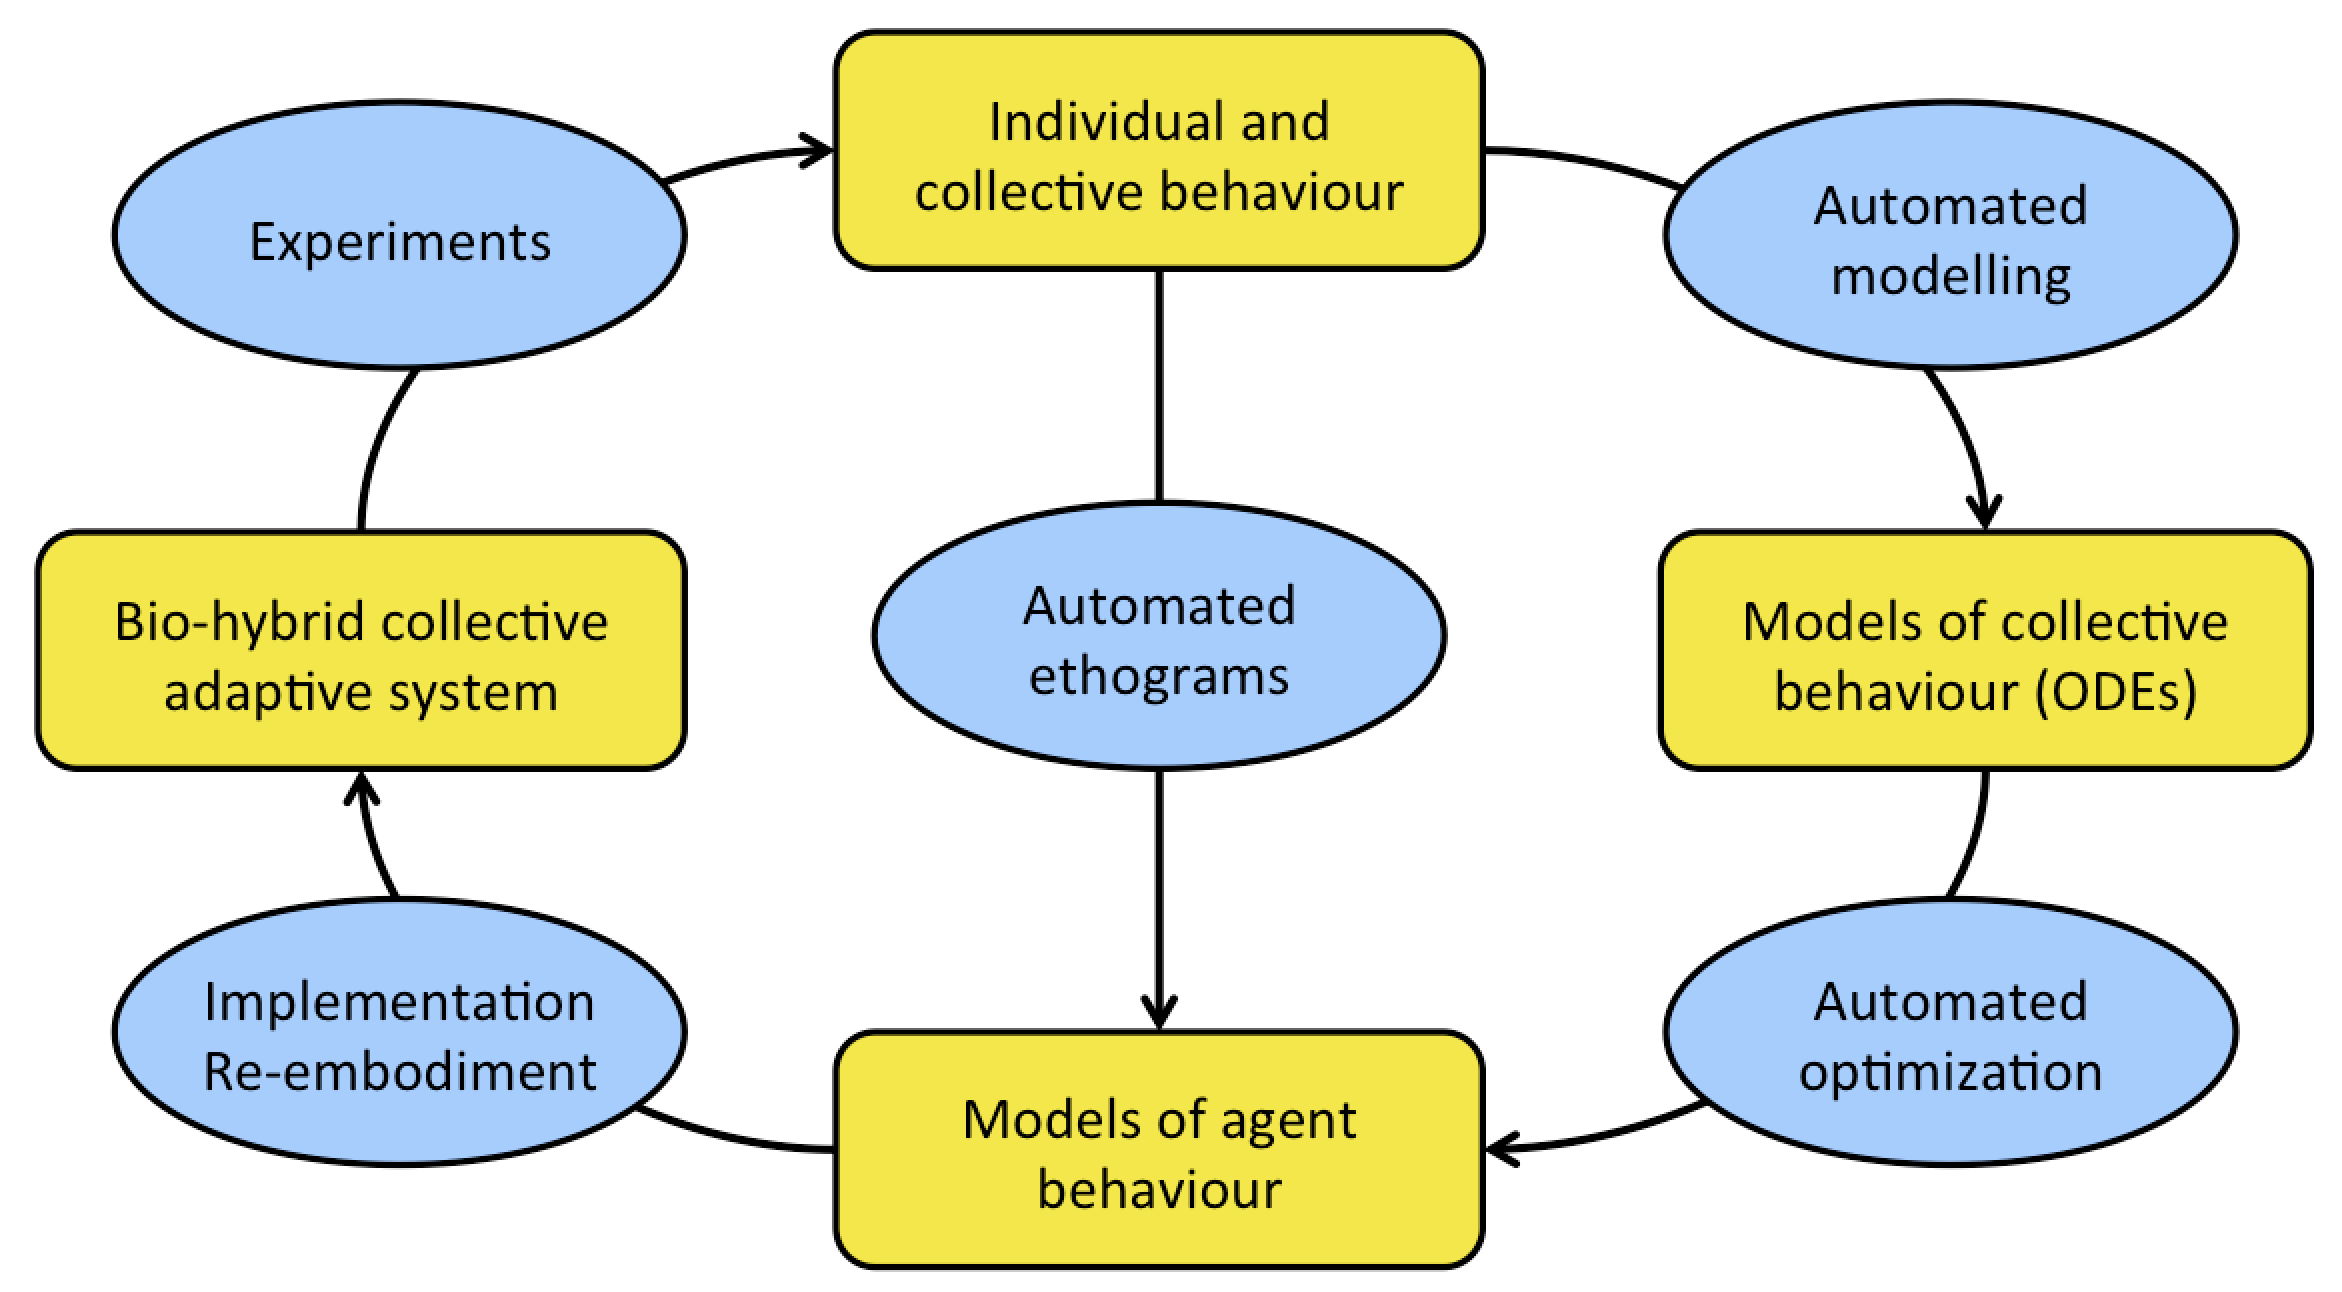 Individual and
collective behaviour
Experiments
Automated
modelling
Bio-hybrid collective
adaptive system
Automated
ethograms
Models of collective
behaviour (ODEs)
Implementation
Re-embodiment
Models of agent
behaviour
Automated
optimization